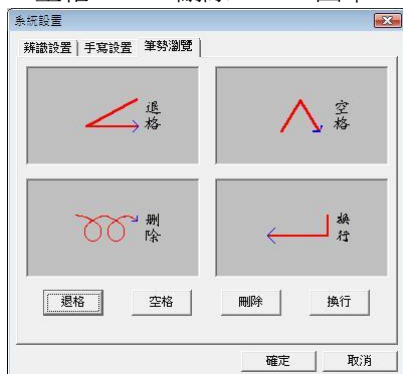 系統設置
辨識設置 手寫設置 筆勢瀏覽
退格
空格
刪除
換行
退格 空格 刪除 換行
確定 取消